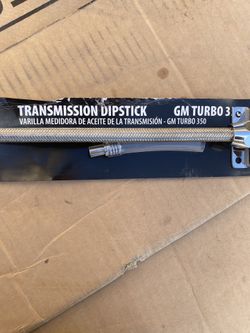 TRANSMISSION DIPSTICK GM TURBO 3
VARILLA MEDIDORA DE ACEITE DE LA TRANSMISIÓN - GM TURBO 350